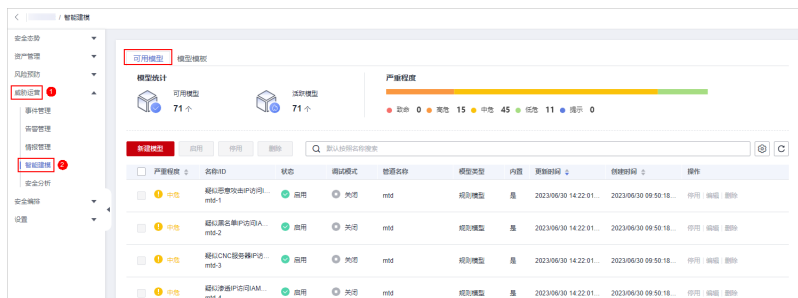 / 智能建模
安全态势
资产管理
风险预防
威胁运营 1
事件管理
告警管理
情报管理
智能建模 2
安全分析
安全编排
设置
可用模型 模型模板
模型统计
可用模型
71 个
活跃模型
71 个
严重程度
致命 0 高危 15 中危 45 低危 11 提示 0
新建模型 启用 停用 删除 默认按照名称搜索
严重程度 名称/ID 状态 调试模式 管道名称 模型类型 内置 更新时间 创建时间 操作
中危 疑似恶意攻击IP访问I... 启用 关闭 mtd 规则模型 是 2023/06/30 14:22:01... 2023/06/30 09:50:18... 停用 编辑 删除
mtd-1
中危 疑似黑名单IP访问IA... 启用 关闭 mtd 规则模型 是 2023/06/30 14:22:01... 2023/06/30 09:50:18... 停用 编辑 删除
mtd-2
中危 疑似CNC服务器IP访... 启用 关闭 mtd 规则模型 是 2023/06/30 14:22:01... 2023/06/30 09:50:18... 停用 编辑 删除
mtd-3
中危 疑似渗透IP访问IAM... 启用 关闭 mtd 规则模型 是 2023/06/30 14:22:01... 2023/06/30 09:50:18... 停用 编辑 删除
mtd-4